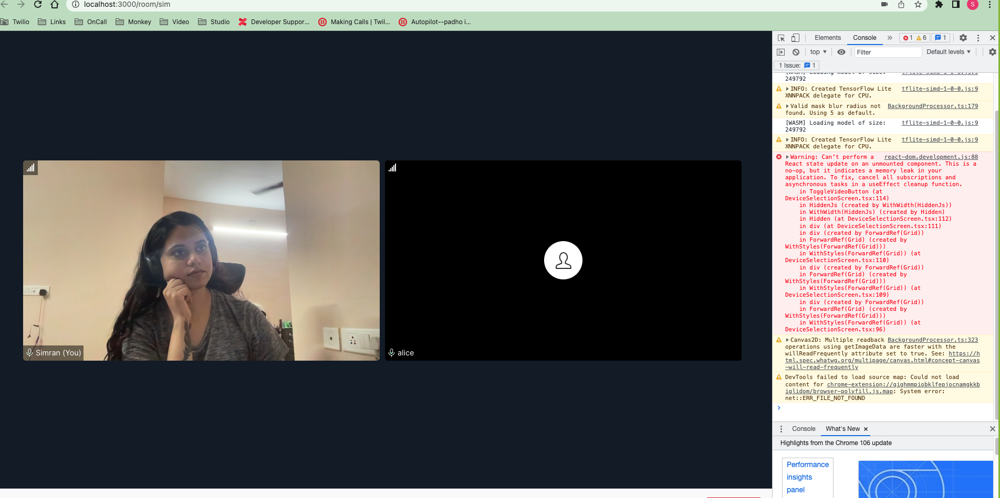 localhost:3000/room/sim
S
Twilio
Links
OnCall
Monkey
Video
Studio
Developer Suppor...
Making Calls | Twil...
Autopilot--padho i...
Elements
Console
1
6
1
top
Filter
Default levels
1 Issue:
1
[WASM] Loading model of size: tflite-simd-1-0-0.js:9
249792
INFO: Created TensorFlow Lite tflite-simd-1-0-0.js:9
XNNPACK delegate for CPU.
Valid mask blur radius not BackgroundProcessor.ts:179
found. Using 5 as default.
[WASM] Loading model of size: tflite-simd-1-0-0.js:9
249792
INFO: Created TensorFlow Lite tflite-simd-1-0-0.js:9
XNNPACK delegate for CPU.
Warning: Can't perform a react-dom.development.js:88
React state update on an unmounted component. This is a
no-op, but it indicates a memory leak in your
application. To fix, cancel all subscriptions and
asynchronous tasks in a useEffect cleanup function.
in ToggleVideoButton (at
DeviceSelectionScreen.tsx:114)
in HiddenJs (created by WithWidth(HiddenJs))
in WithWidth(HiddenJs) (created by Hidden)
in Hidden (at DeviceSelectionScreen.tsx:112)
in div (at DeviceSelectionScreen.tsx:111)
in div (created by ForwardRef(Grid))
in ForwardRef(Grid) (created by
WithStyles(ForwardRef(Grid)))
in WithStyles(ForwardRef(Grid)) (at
DeviceSelectionScreen.tsx:110)
in div (created by ForwardRef(Grid))
in ForwardRef(Grid) (created by
WithStyles(ForwardRef(Grid)))
in WithStyles(ForwardRef(Grid)) (at
DeviceSelectionScreen.tsx:109)
in div (created by ForwardRef(Grid))
in ForwardRef(Grid) (created by
WithStyles(ForwardRef(Grid)))
in WithStyles(ForwardRef(Grid)) (at
DeviceSelectionScreen.tsx:96)
Canvas2D: Multiple readback BackgroundProcessor.ts:323
operations using getImageData are faster with the
willReadFrequently attribute set to true. See: https://h
tml.spec.whatwg.org/multipage/canvas.html#concept-canvas
-will-read-frequently
DevTools failed to load source map: Could not load
content for chrome-extension://gighmmpiobklfepjocnamgkkb
iglidom/browser-polyfill.js.map: System error:
net::ERR_FILE_NOT_FOUND
Simran (You)
alice
Console
What's New
Highlights from the Chrome 106 update
Performance
insights
panel